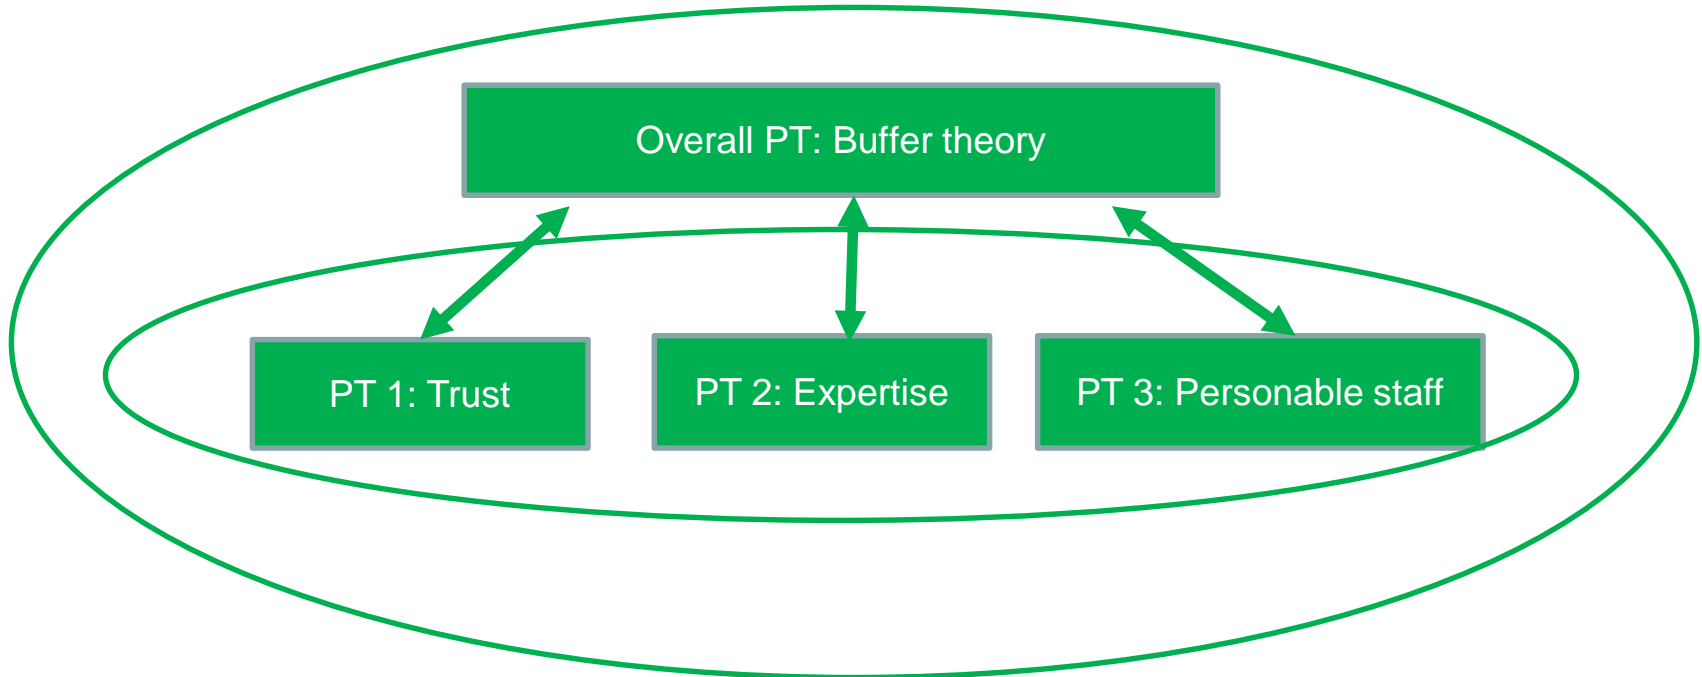 Overall PT: Buffer theory
PT 1: Trust
PT 2: Expertise
PT 3: Personable staff